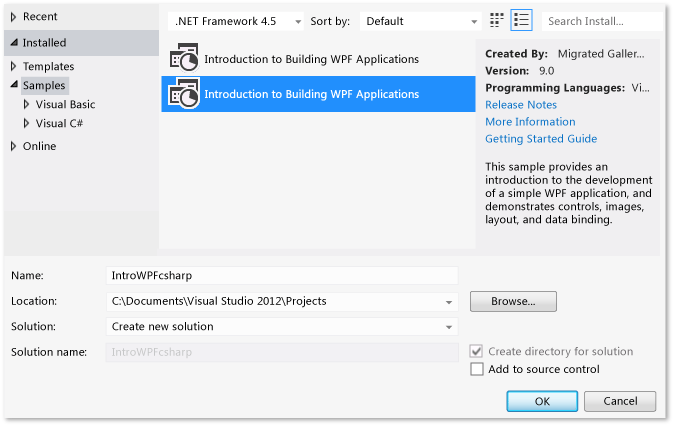 Recent
.NET Framework 4.5
Sort by:
Default
Search Install...
Installed
Templates
Samples
Visual Basic
Visual C#
Online
Introduction to Building WPF Applications
Introduction to Building WPF Applications
Created By: Migrated Galler...
Version: 9.0
Programming Languages: Vi...
Release Notes
More Information
Getting Started Guide
This sample provides an
introduction to the development
of a simple WPF application, and
demonstrates controls, images,
layout, and data binding.
Name: IntroWPFcsharp
Location: C:\Documents\Visual Studio 2012\Projects Browse...
Solution: Create new solution
Solution name: IntroWPFcsharp Create directory for solution
Add to source control
OK Cancel